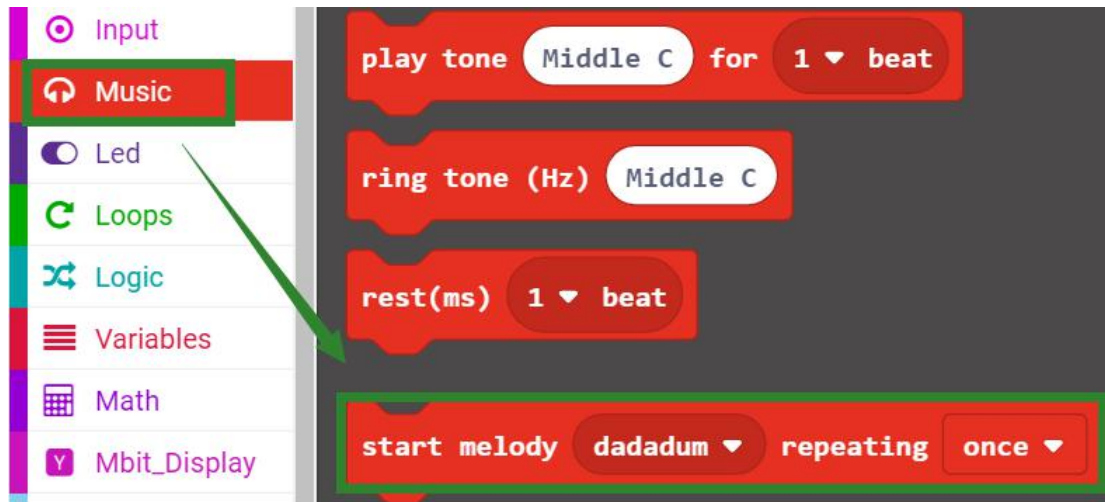 Input
Music
Led
Loops
Logic
Variables
Math
Y Mbit_Display
play tone Middle C for 1 beat
ring tone (Hz) Middle C
rest(ms) 1 beat
start melody dadadum repeating once